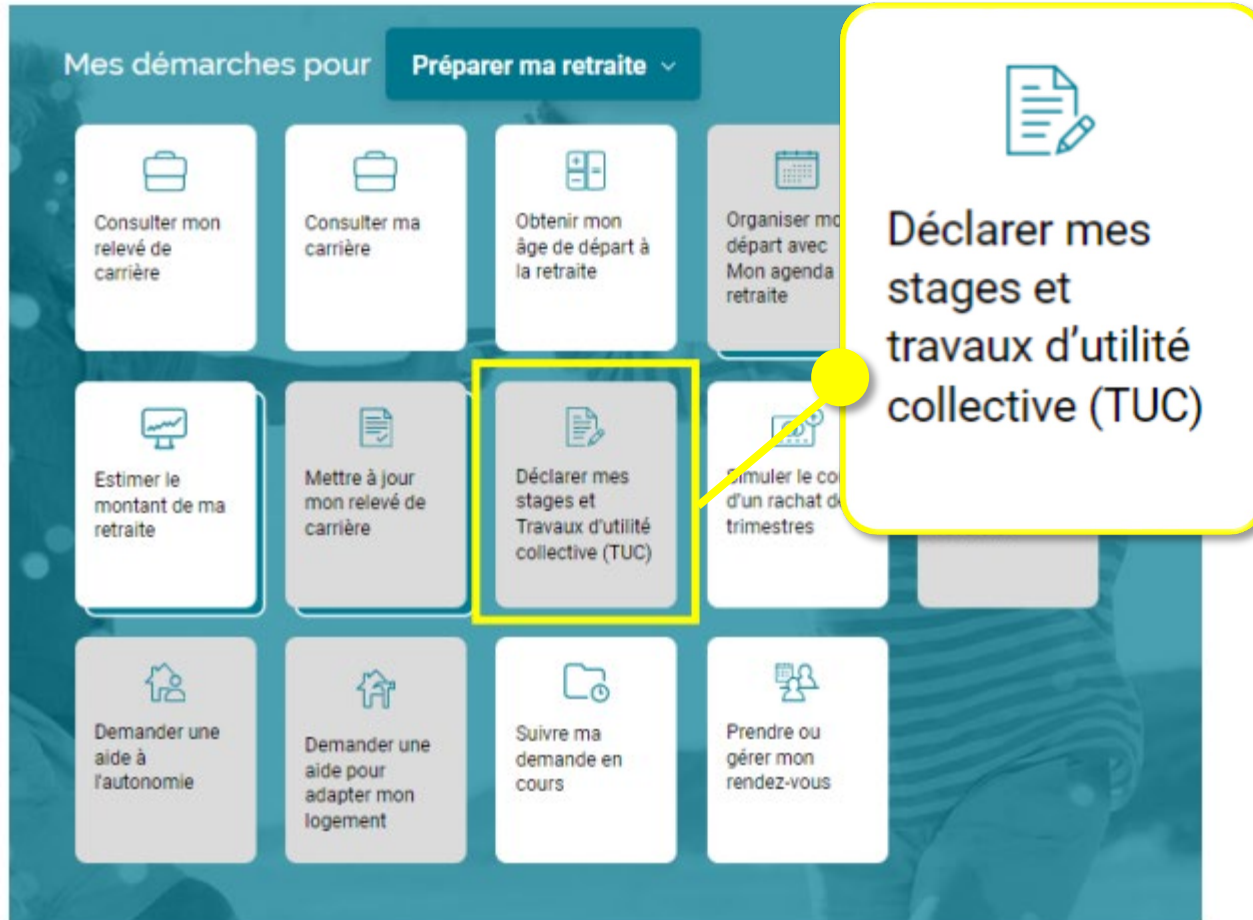 Mes démarches pour
Préparer ma retraite
Consulter mon
relevé de
carrière
Consulter ma
carrière
Obtenir mon
âge de départ à
la retraite
Organiser mo
départ avec
Mon agenda
retraite
Déclarer mes
stages et
travaux d'utilité
collective (TUC)
Estimer le
montant de ma
retraite
Mettre à jour
mon relevé de
carrière
Déclarer mes
stages et
Travaux d'utilité
collective (TUC)
Simuler le co
d'un rachat de
trimestres
Demander une
aide à
l'autonomie
Demander une
aide pour
adapter mon
logement
Suivre ma
demande en
cours
Prendre ou
gérer mon
rendez-vous